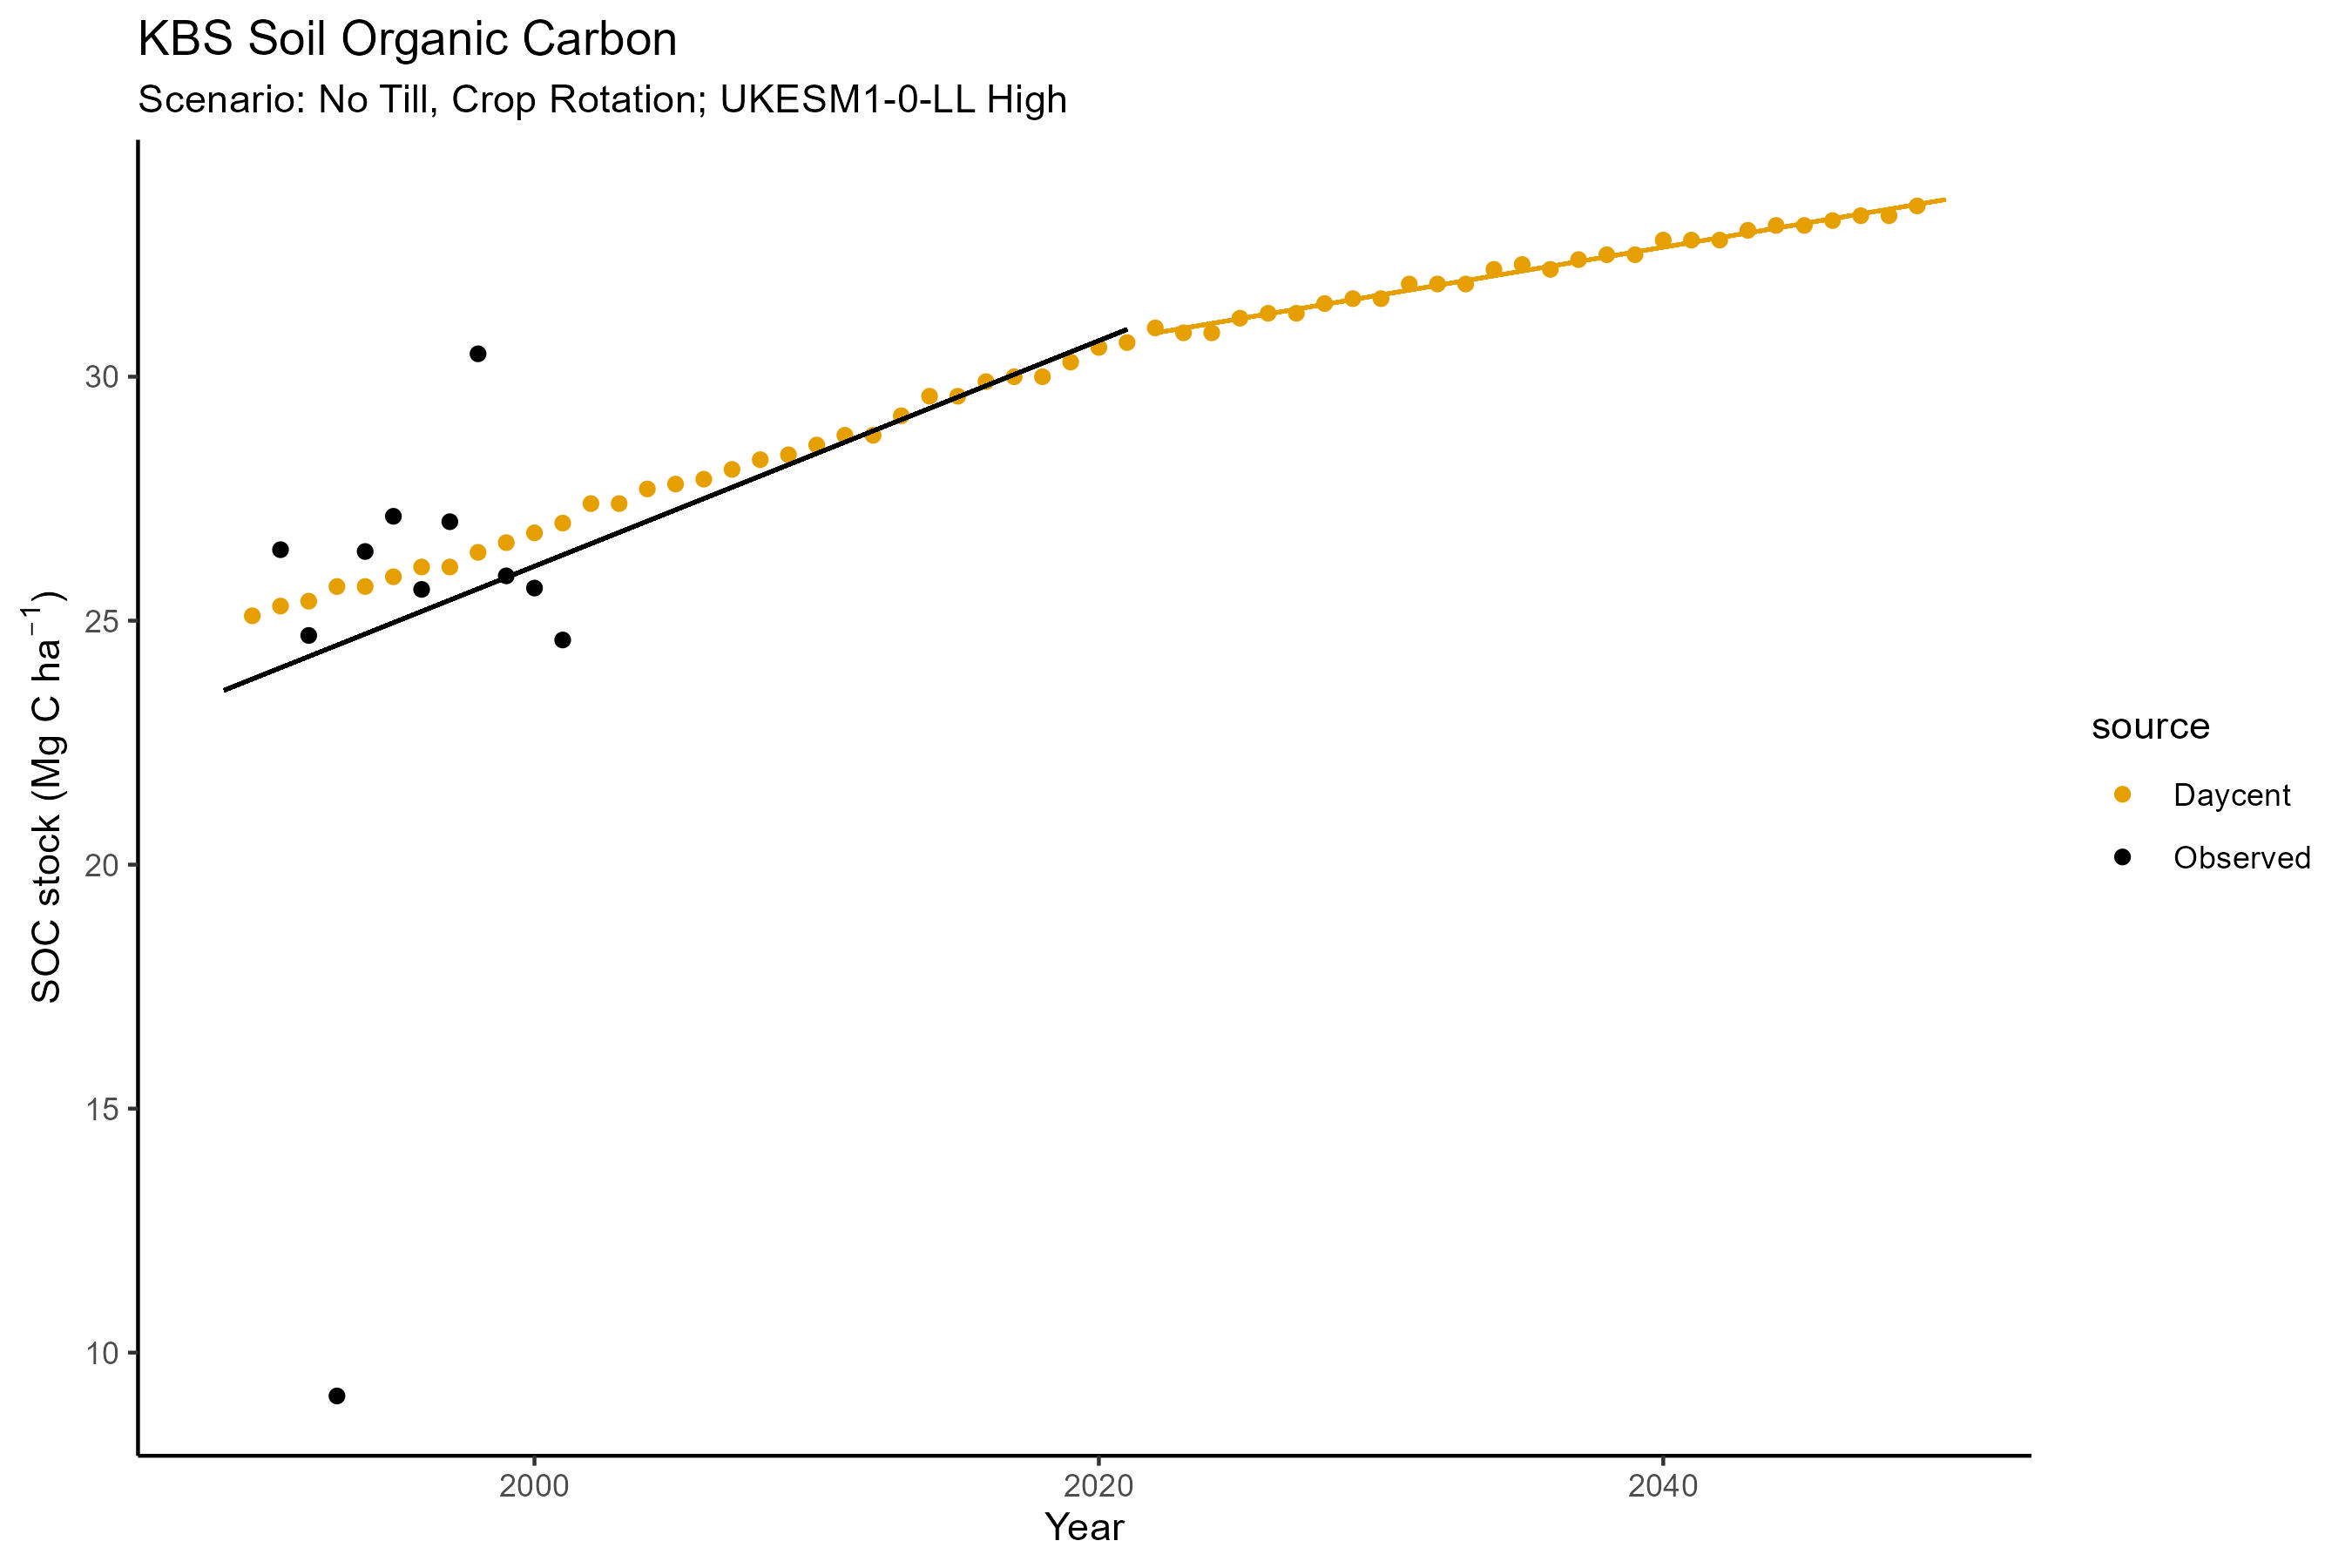 KBS Soil Organic Carbon
Scenario: No Till, Crop Rotation; UKESM1-0-LL High
SOC stock (Mg C ha⁻¹)
30
25
20
15
10
2000
2020
2040
Year
source
Daycent
Observed